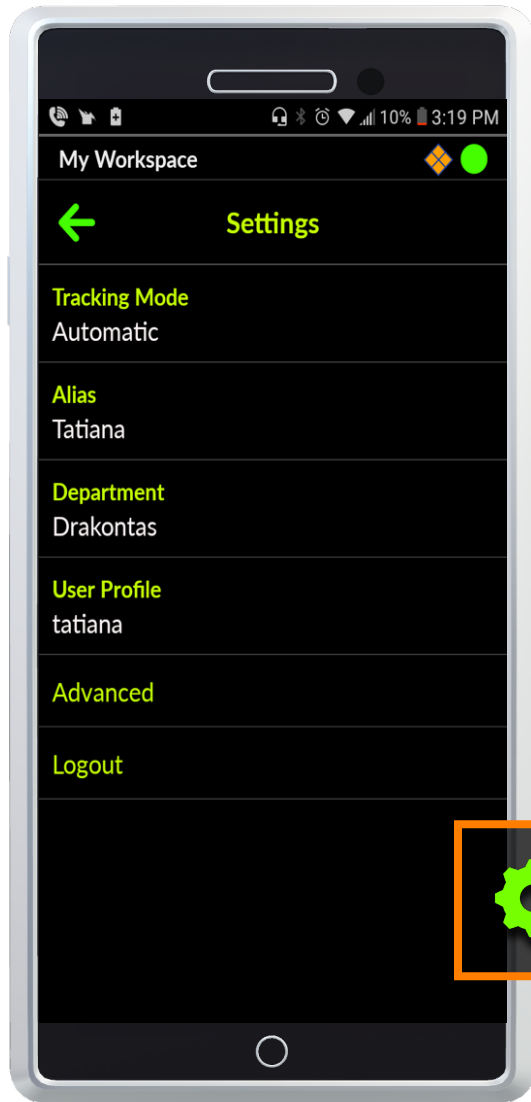 10% 3:19 PM
My Workspace
Settings
Tracking Mode
Automatic
Alias
Tatiana
Department
Drakontas
User Profile
tatiana
Advanced
Logout